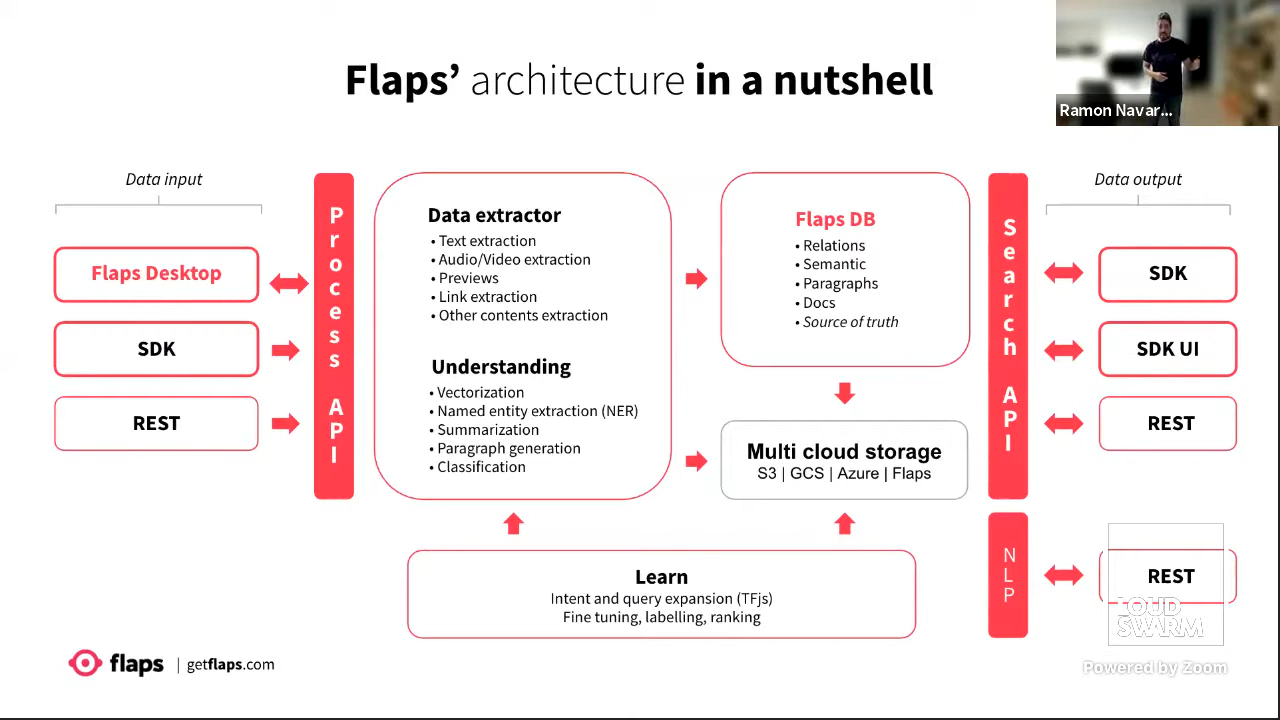 Flaps’ architecture in a nutshell
Ramon Navar...
Data input
Flaps Desktop
SDK
REST
Process API
Data extractor
• Text extraction
• Audio/Video extraction
• Previews
• Link extraction
• Other contents extraction
Understanding
• Vectorization
• Named entity extraction (NER)
• Summarization
• Paragraph generation
• Classification
Flaps DB
• Relations
• Semantic
• Paragraphs
• Docs
• Source of truth
Multi cloud storage
S3 | GCS | Azure | Flaps
Learn
Intent and query expansion (TFjs)
Fine tuning, labelling, ranking
Search API
NLP
Data output
SDK
SDK UI
REST
REST
LOUD
SWARM
Powered by Zoom
flaps | getflaps.com